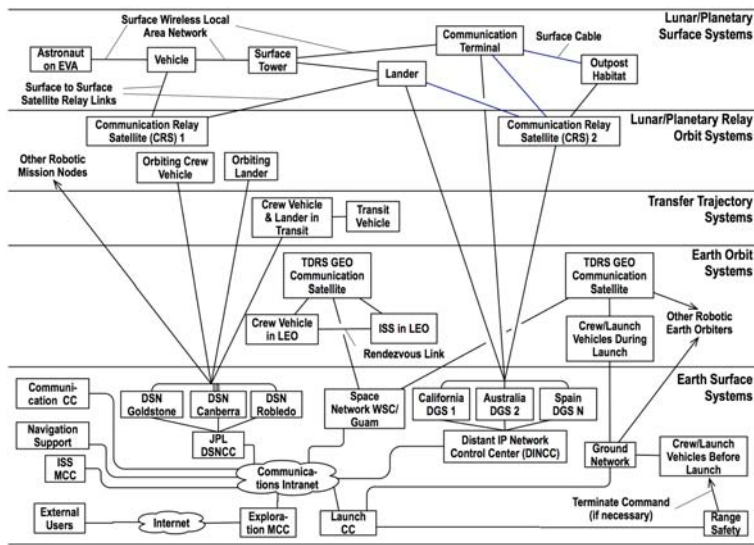 Surface Wireless Local
Area Network
Lunar/Planetary
Surface Systems
Astronaut
on EVA
Vehicle
Surface
Tower
Communication
Terminal
Surface Cable
Outpost
Habitat
Lander
Surface to Surface
Satellite Relay Links
Communication Relay
Satellite (CRS) 1
Communication Relay
Satellite (CRS) 2
Lunar/Planetary Relay
Orbit Systems
Other Robotic
Mission Nodes
Orbiting Crew
Vehicle
Orbiting
Lander
Crew Vehicle
& Lander in
Transit
Transit
Vehicle
Transfer Trajectory
Systems
TDRS GEO
Communication
Satellite
TDRS GEO
Communication
Satellite
Earth Orbit
Systems
Crew Vehicle
in LEO
ISS in LEO
Rendezvous Link
Crew/Launch
Vehicles During
Launch
Other Robotic
Earth Orbiters
Earth Surface
Systems
Communi-
cation CC
DSN
Goldstone
DSN
Canberra
DSN
Robledo
Space
Network WSC/
Guam
California
DGS 1
Australia
DGS 2
Spain
DGS N
Navigation
Support
JPL
DSNCC
Distant IP Network
Control Center (DINCC)
Ground
Network
Crew/Launch
Vehicles Before
Launch
ISS
MCC
Communica-
tions Intranet
Terminate Command
(if necessary)
External
Users
Internet
Explora-
tion MCC
Launch
CC
Range
Safety